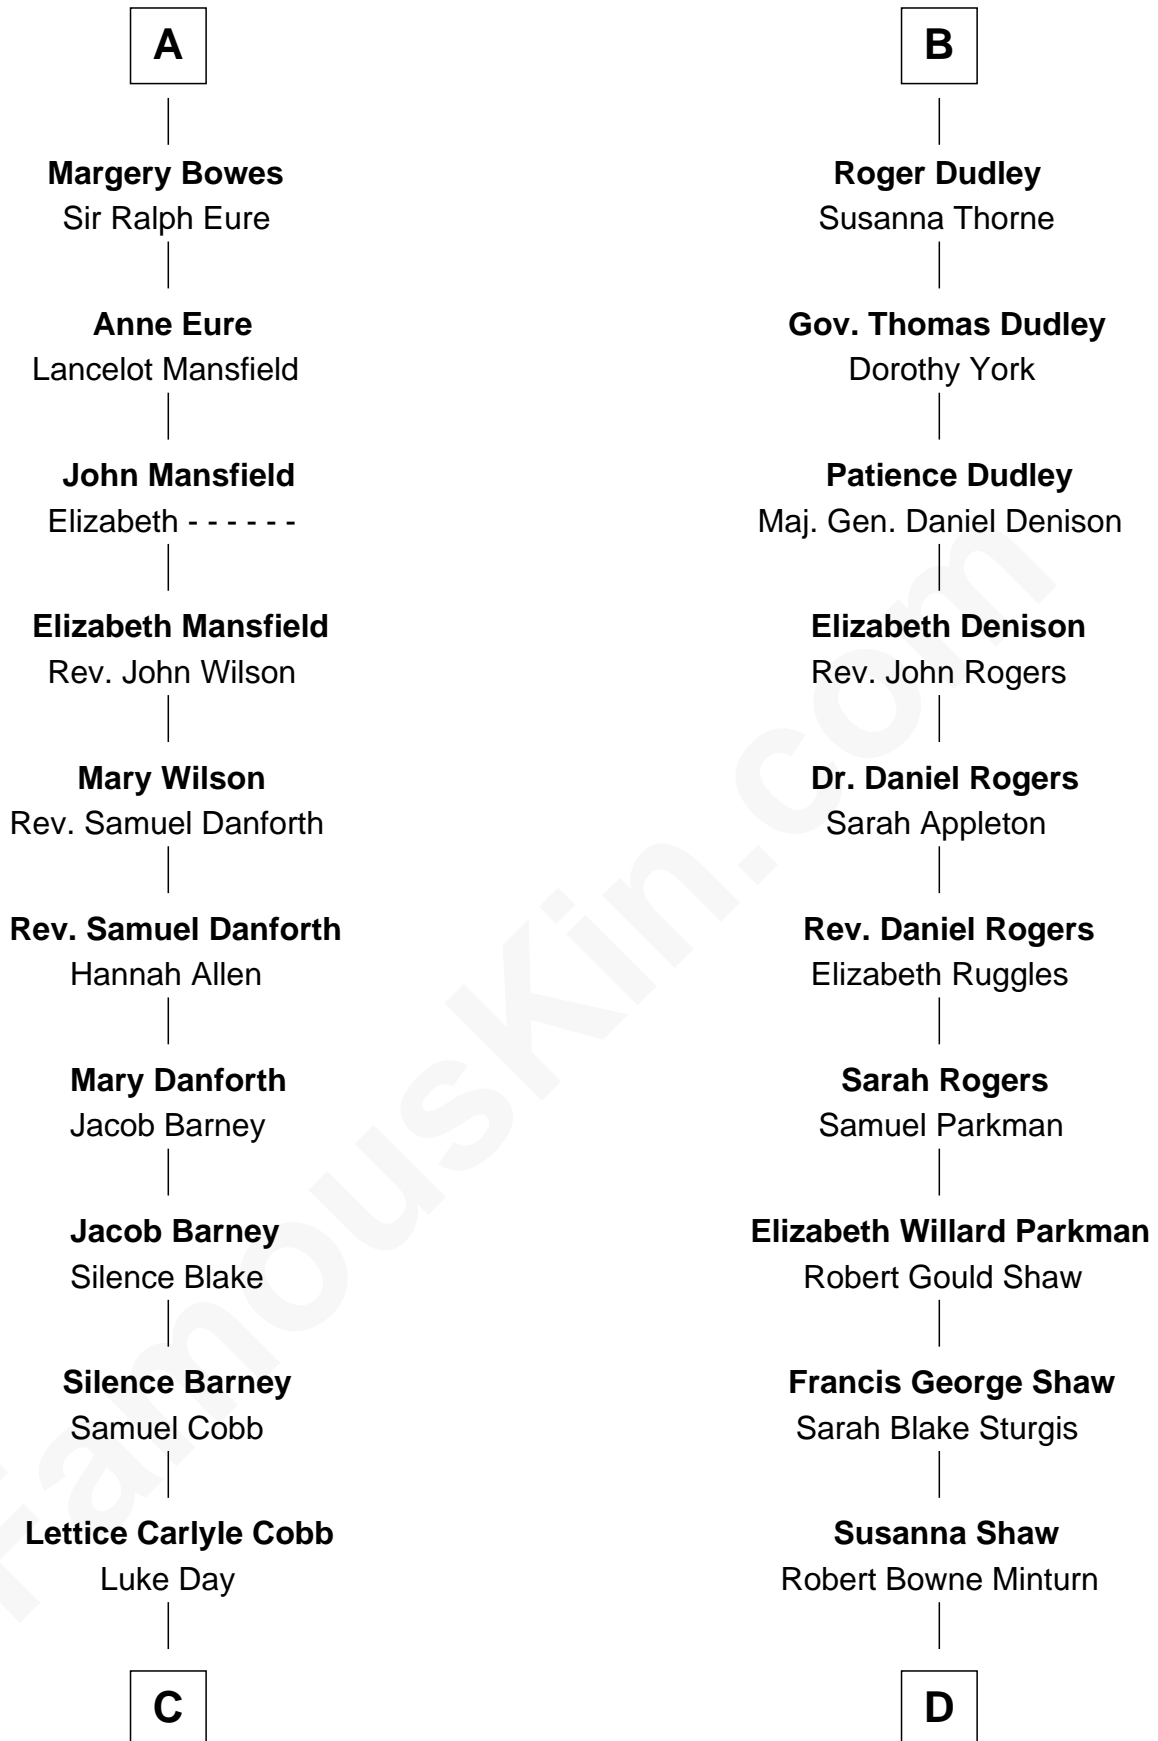 A
Margery Bowes
Sir Ralph Eure
Anne Eure
Lancelot Mansfield
John Mansfield
Elizabeth - - - - - -
Elizabeth Mansfield
Rev. John Wilson
Mary Wilson
Rev. Samuel Danforth
Rev. Samuel Danforth
Hannah Allen
Mary Danforth
Jacob Barney
Jacob Barney
Silence Blake
Silence Barney
Samuel Cobb
Lettice Carlyle Cobb
Luke Day
C
B
Roger Dudley
Susanna Thorne
Gov. Thomas Dudley
Dorothy York
Patience Dudley
Maj. Gen. Daniel Denison
Elizabeth Denison
Rev. John Rogers
Dr. Daniel Rogers
Sarah Appleton
Rev. Daniel Rogers
Elizabeth Ruggles
Sarah Rogers
Samuel Parkman
Elizabeth Willard Parkman
Robert Gould Shaw
Francis George Shaw
Sarah Blake Sturgis
Susanna Shaw
Robert Bowne Minturn
D
FamousKin.com